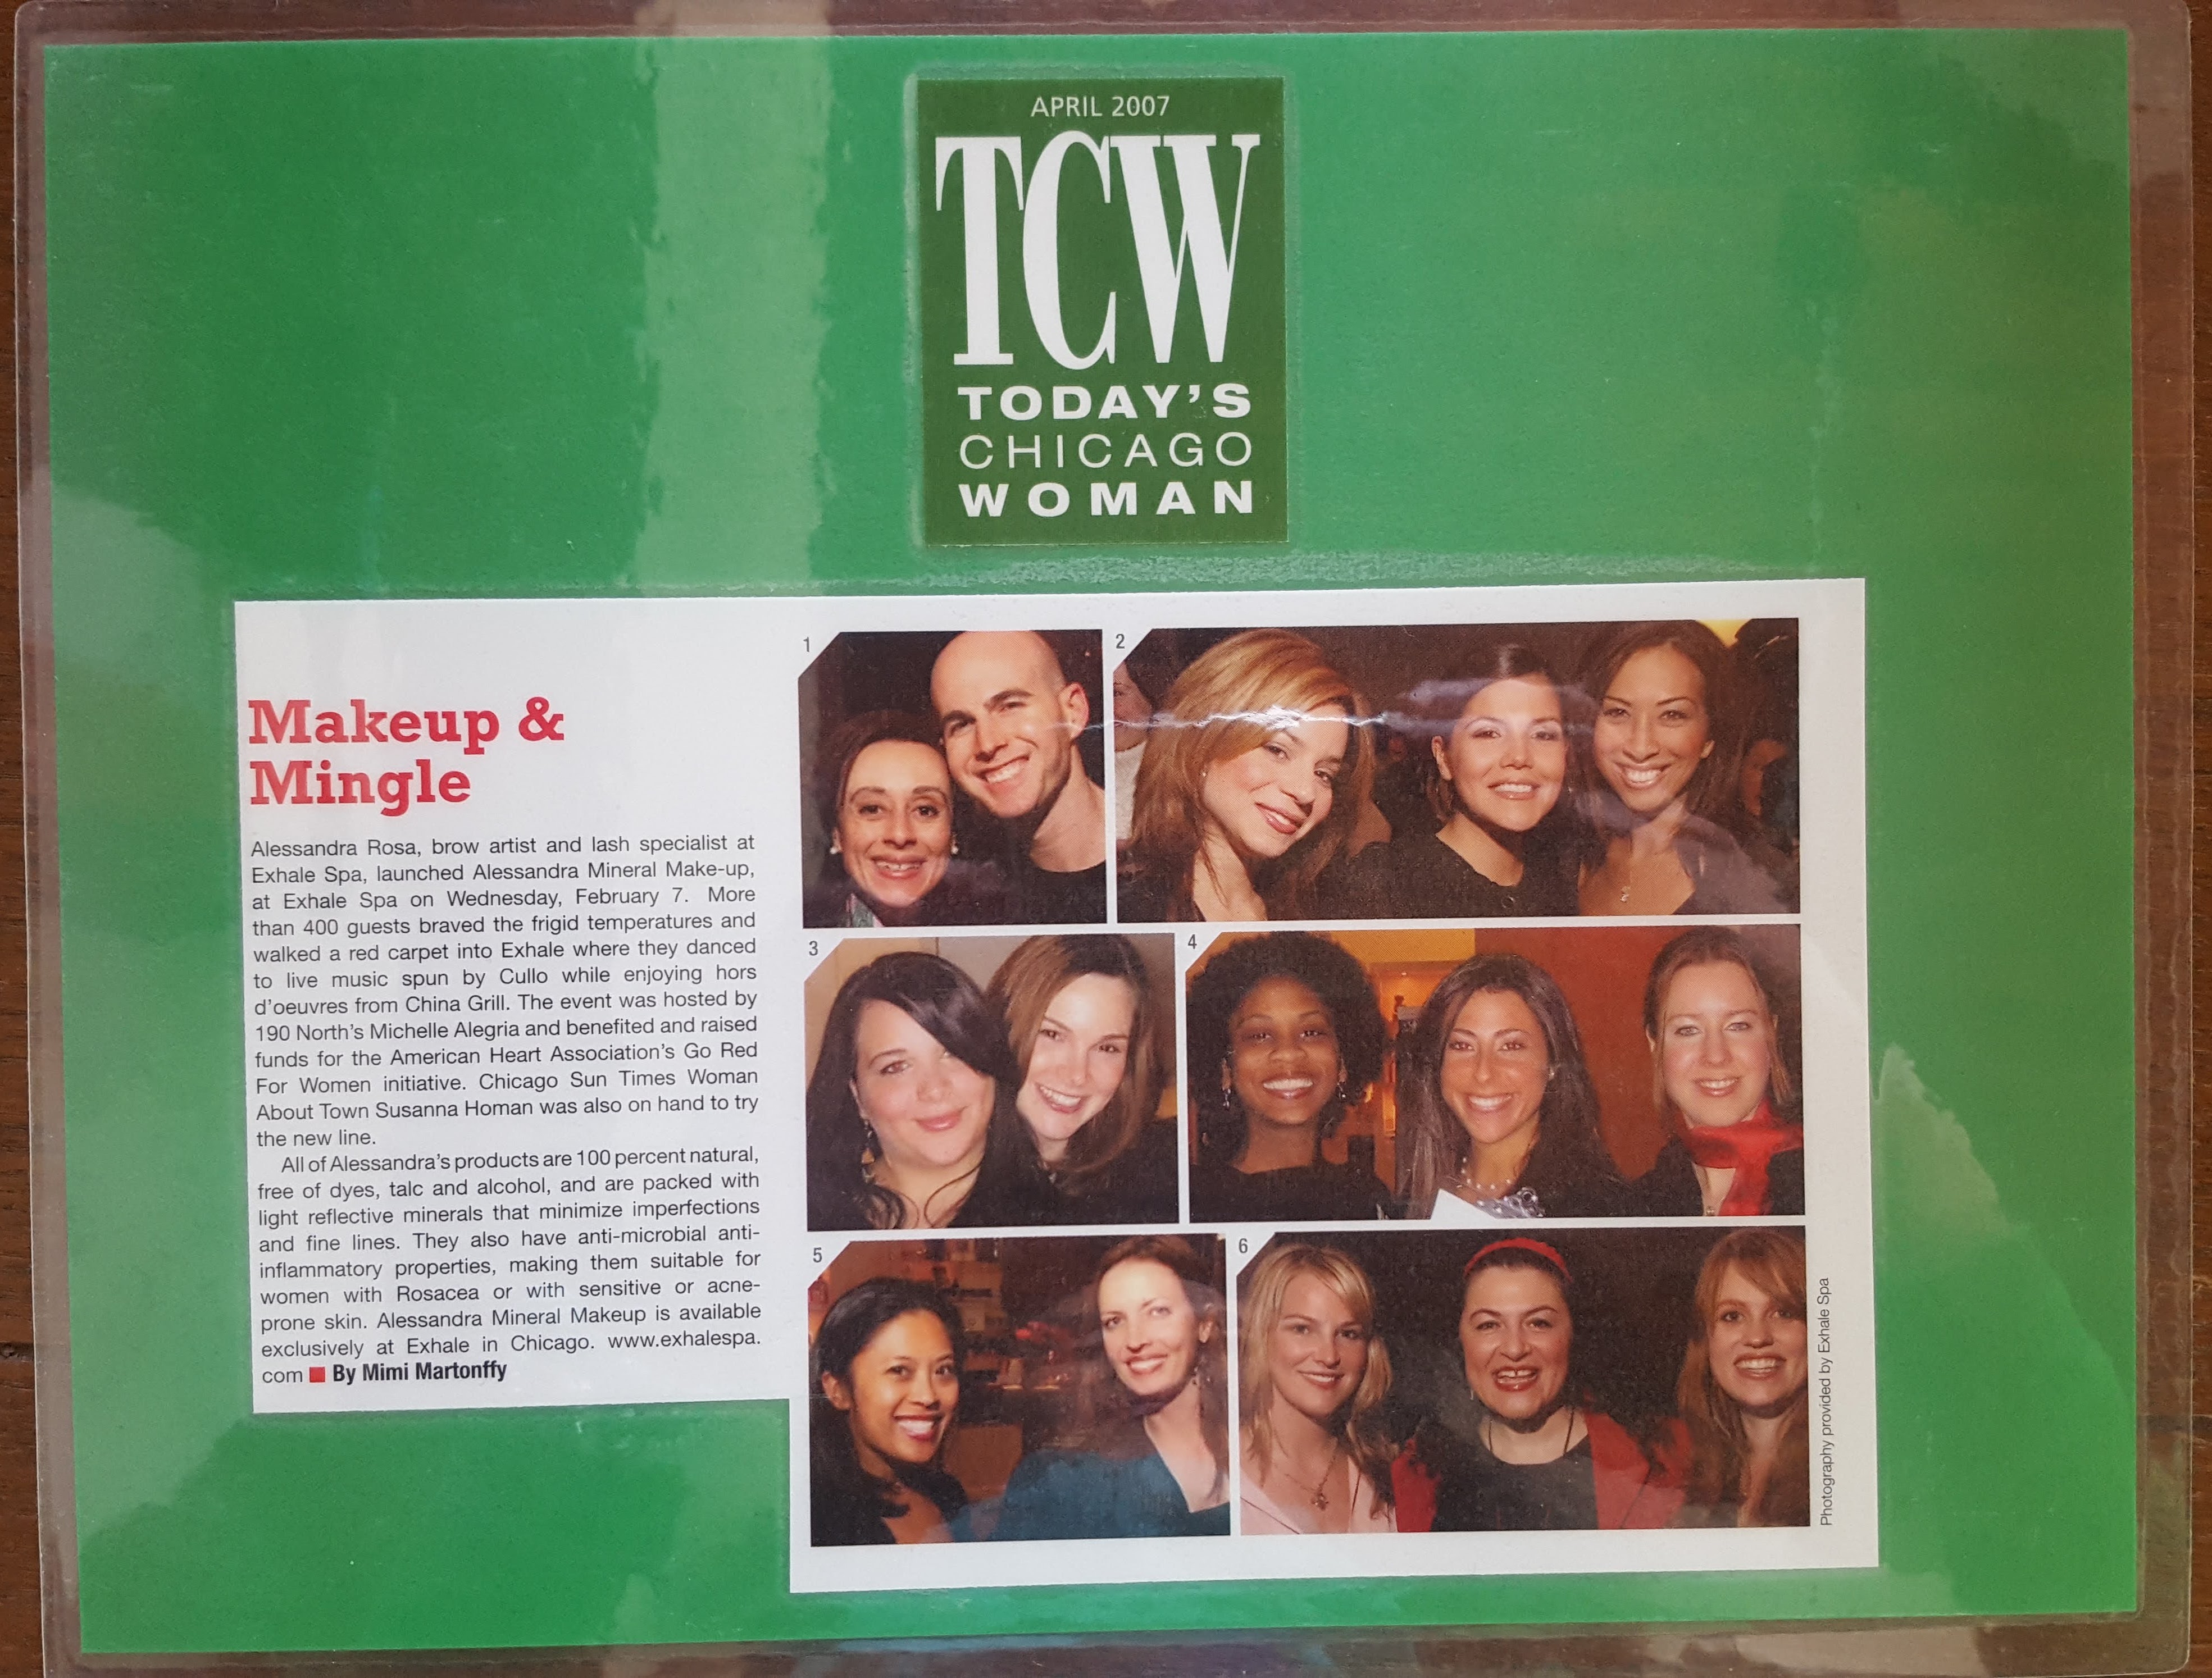 APRIL 2007
TCW
TODAY'S
CHICAGO
WOMAN
Makeup &
Mingle
Alessandra Rosa, brow artist and lash specialist at
Exhale Spa, launched Alessandra Mineral Make-up,
at Exhale Spa on Wednesday, February 7. More
than 400 guests braved the frigid temperatures and
walked a red carpet into Exhale where they danced
to live music spun by Cullo while enjoying hors
d'oeuvres from China Grill. The event was hosted by
190 North's Michelle Alegria and benefited and raised
funds for the American Heart Association's Go Red
For Women initiative. Chicago Sun Times Woman
About Town Susanna Homan was also on hand to try
the new line.
All of Alessandra's products are 100 percent natural,
free of dyes, talc and alcohol, and are packed with
light reflective minerals that minimize imperfections
and fine lines. They also have anti-microbial anti-
inflammatory properties, making them suitable for
women with Rosacea or with sensitive or acne-
prone skin. Alessandra Mineral Makeup is available
exclusively at Exhale in Chicago. www.exhalespa.
com ■ By Mimi Martonffy
1
2
3
4
5
6
Photography provided by Exhale Spa